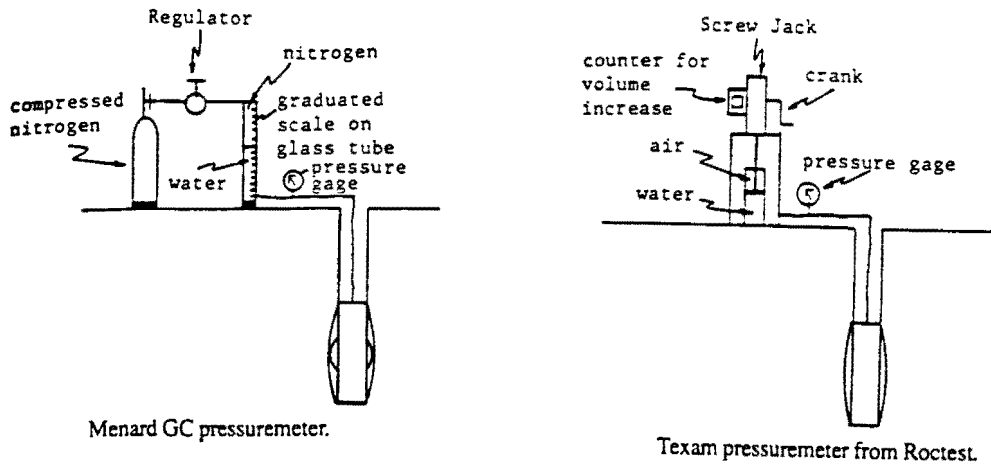 Regulator
nitrogen
compressed
nitrogen
graduated
scale on
glass tube
water
pressure
gage
Menard GC pressuremeter.
Screw Jack
counter for
volume
increase
crank
air
pressure gage
water
Texam pressuremeter from Roctest.